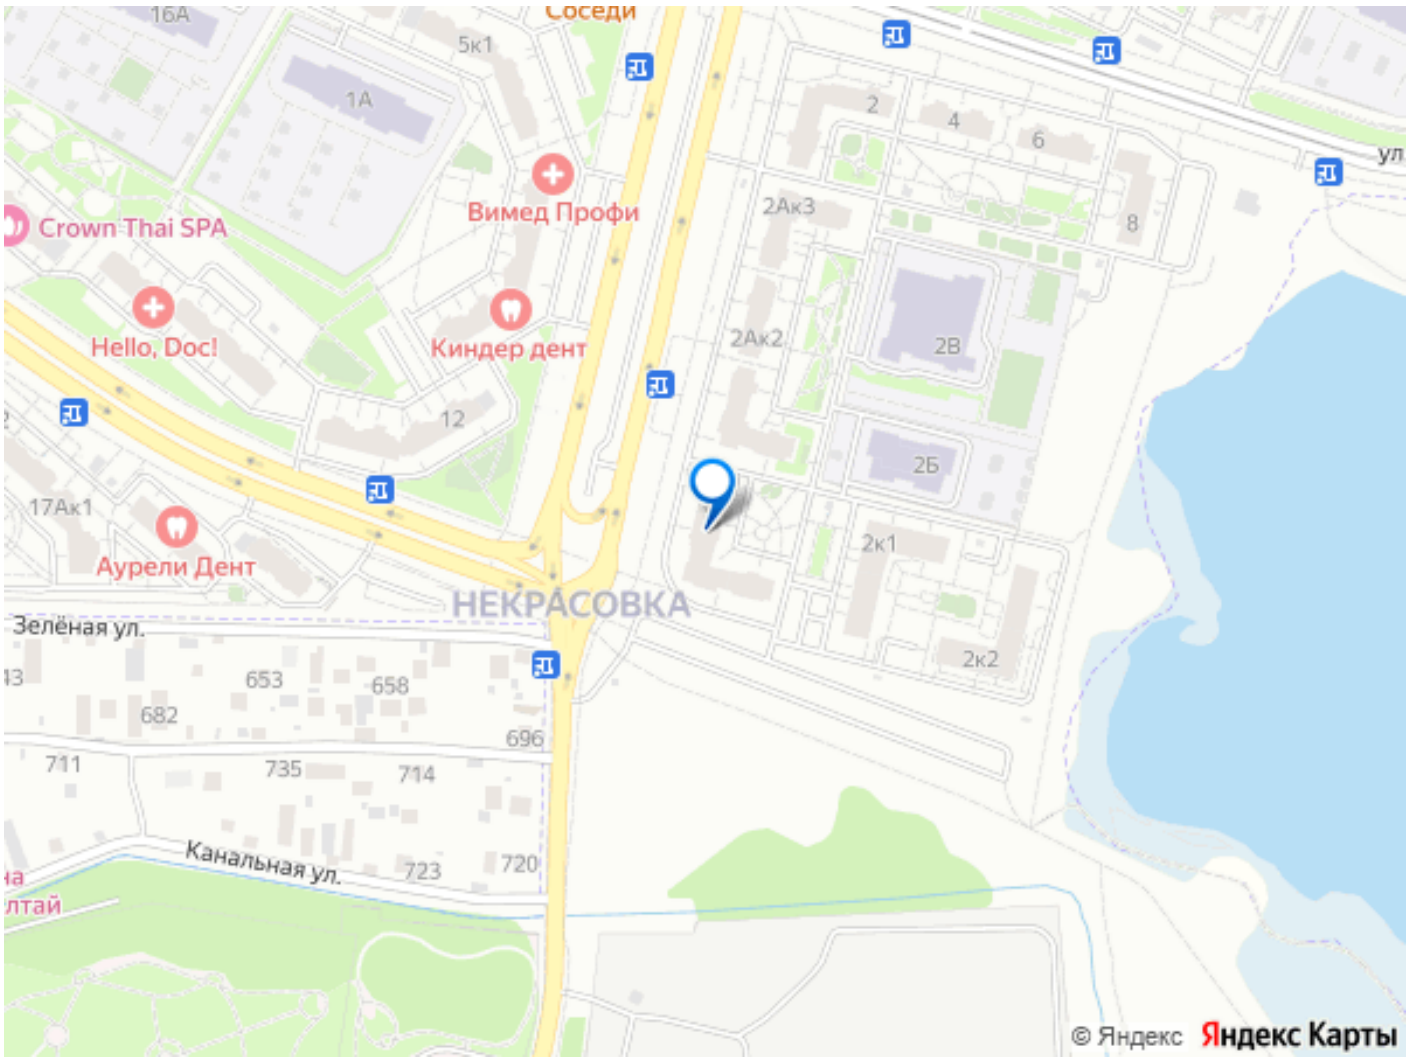 16А
Соседи
5к1
1А
2
4
6
ул
Вимед Профи
2Ак3
8
Crown Thai SPA
Hello, Doc!
Киндер дент
2Ак2
2В
12
2Б
17Ак1
Аурели Дент
2к1
НЕКРАСОВКА
Зелёная ул.
653
658
2к2
682
696
711
735
714
Канальная ул.
723
720
на
лтай
© Яндекс Яндекс Карты